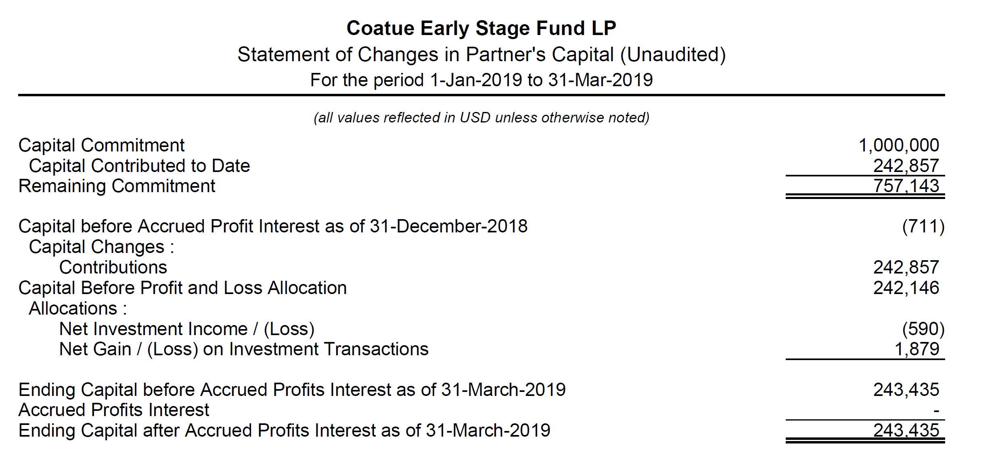 Coatue Early Stage Fund LP
Statement of Changes in Partner's Capital (Unaudited)
For the period 1-Jan-2019 to 31-Mar-2019
(all values reflected in USD unless otherwise noted)
Capital Commitment 1,000,000
Capital Contributed to Date 242,857
Remaining Commitment 757,143
Capital before Accrued Profit Interest as of 31-December-2018 (711)
Capital Changes :
Contributions 242,857
Capital Before Profit and Loss Allocation 242,146
Allocations :
Net Investment Income / (Loss) (590)
Net Gain / (Loss) on Investment Transactions 1,879
Ending Capital before Accrued Profits Interest as of 31-March-2019 243,435
Accrued Profits Interest -
Ending Capital after Accrued Profits Interest as of 31-March-2019 243,435